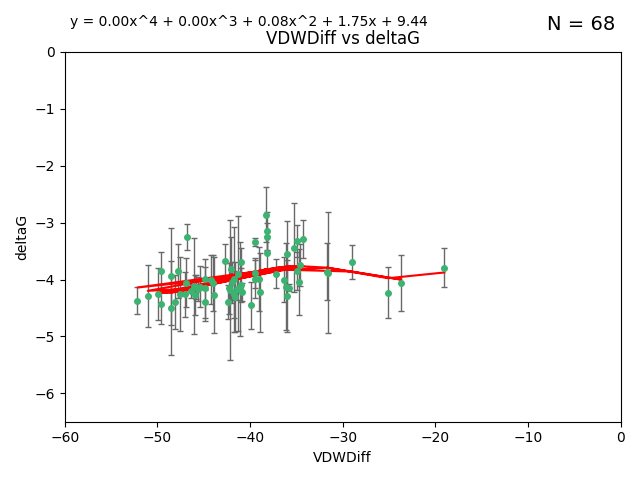 y = 0.00x^4 + 0.00x^3 + 0.08x^2 + 1.75x + 9.44
N = 68
VDWDiff vs deltaG
0
−1
−2
−3
−4
−5
−6
deltaG
−60 −50 −40 −30 −20 −10 0
VDWDiff